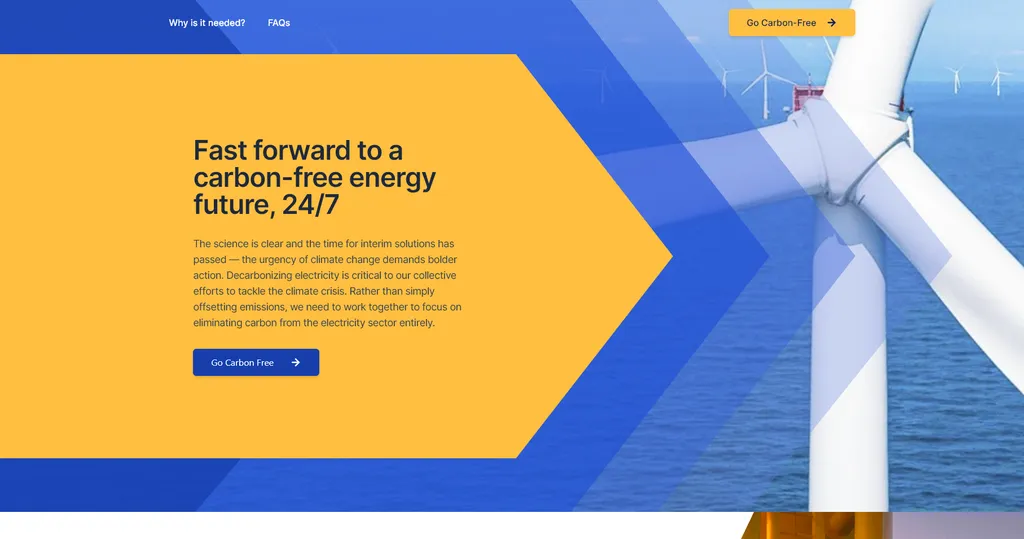 Why is it needed? FAQs Go Carbon-Free
Fast forward to a
carbon-free energy
future, 24/7
The science is clear and the time for interim solutions has
passed — the urgency of climate change demands bolder
action. Decarbonizing electricity is critical to our collective
efforts to tackle the climate crisis. Rather than simply
offsetting emissions, we need to work together to focus on
eliminating carbon from the electricity sector entirely.
Go Carbon Free